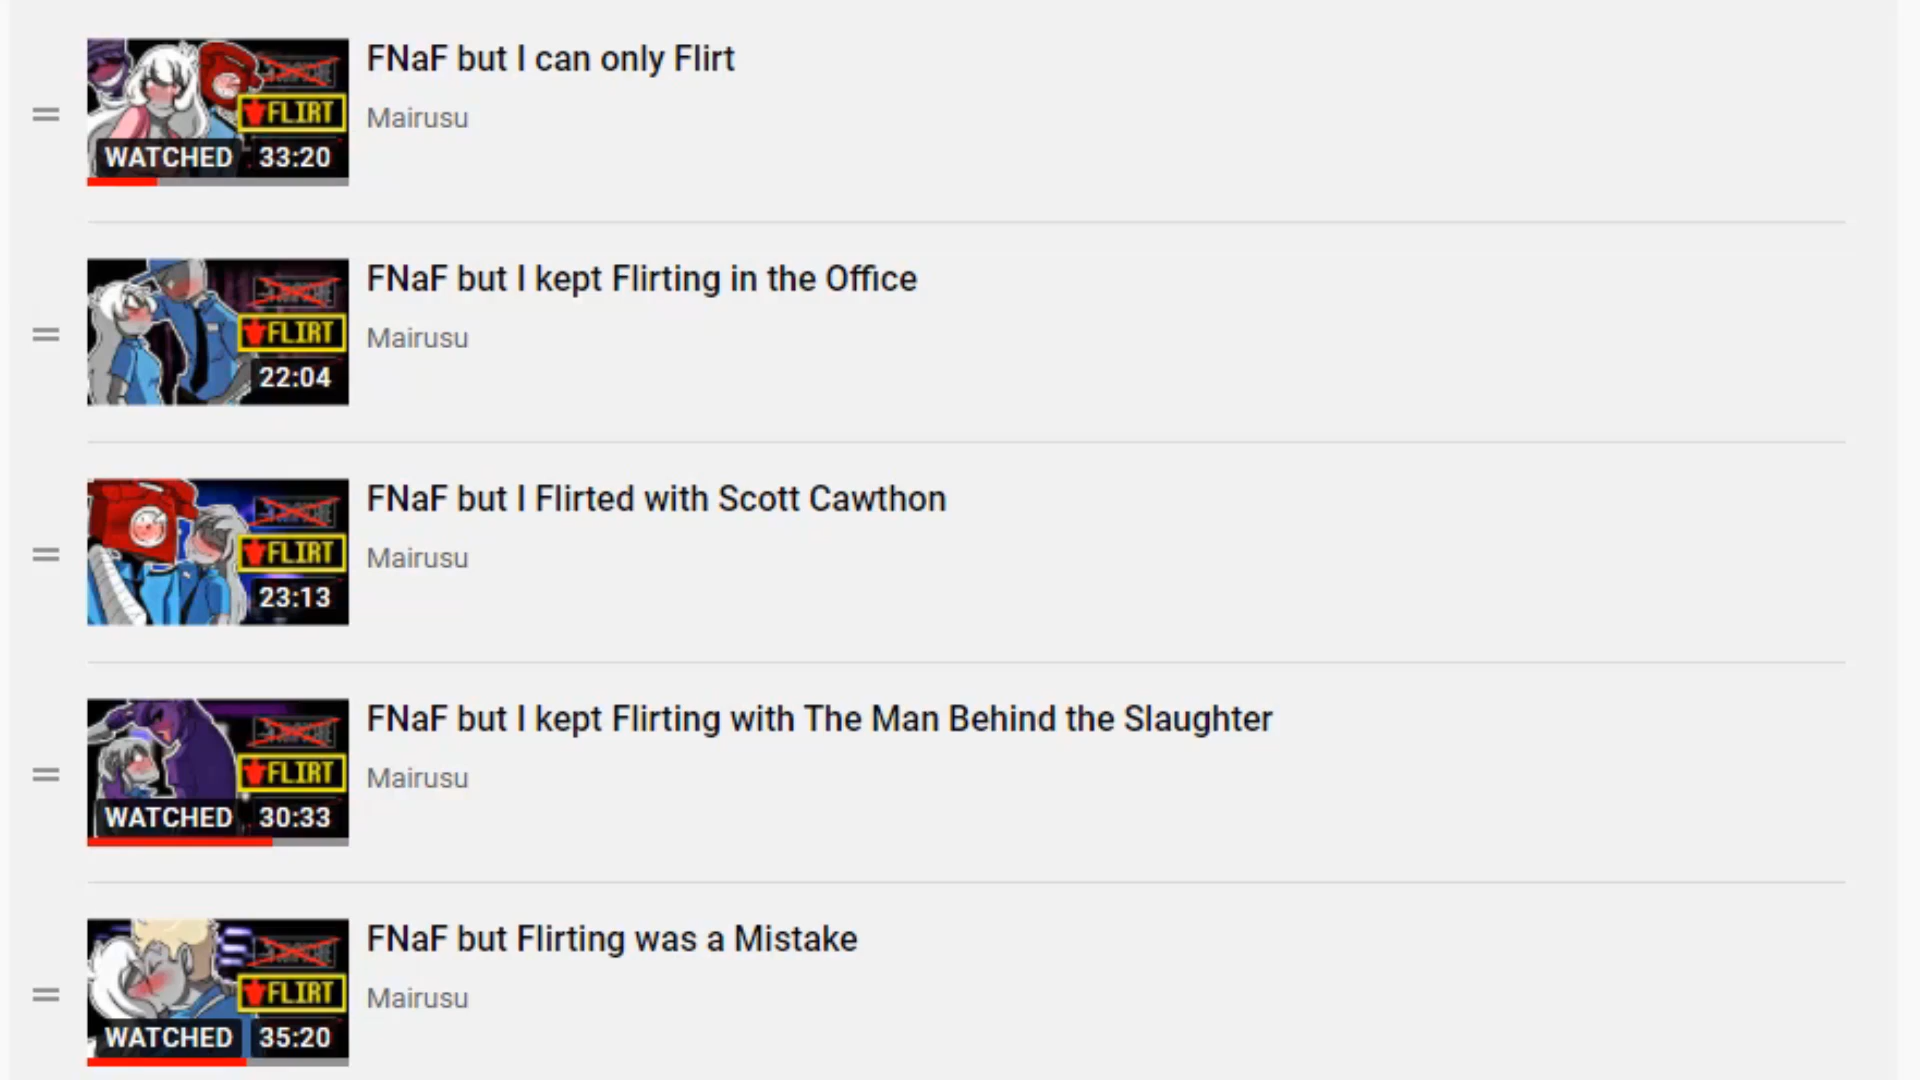 FNaF but I can only Flirt
Mairusu
FLIRT
WATCHED 33:20
FNaF but I kept Flirting in the Office
Mairusu
FLIRT
22:04
FNaF but I Flirted with Scott Cawthon
Mairusu
FLIRT
23:13
FNaF but I kept Flirting with The Man Behind the Slaughter
Mairusu
FLIRT
WATCHED 30:33
FNaF but Flirting was a Mistake
Mairusu
FLIRT
WATCHED 35:20